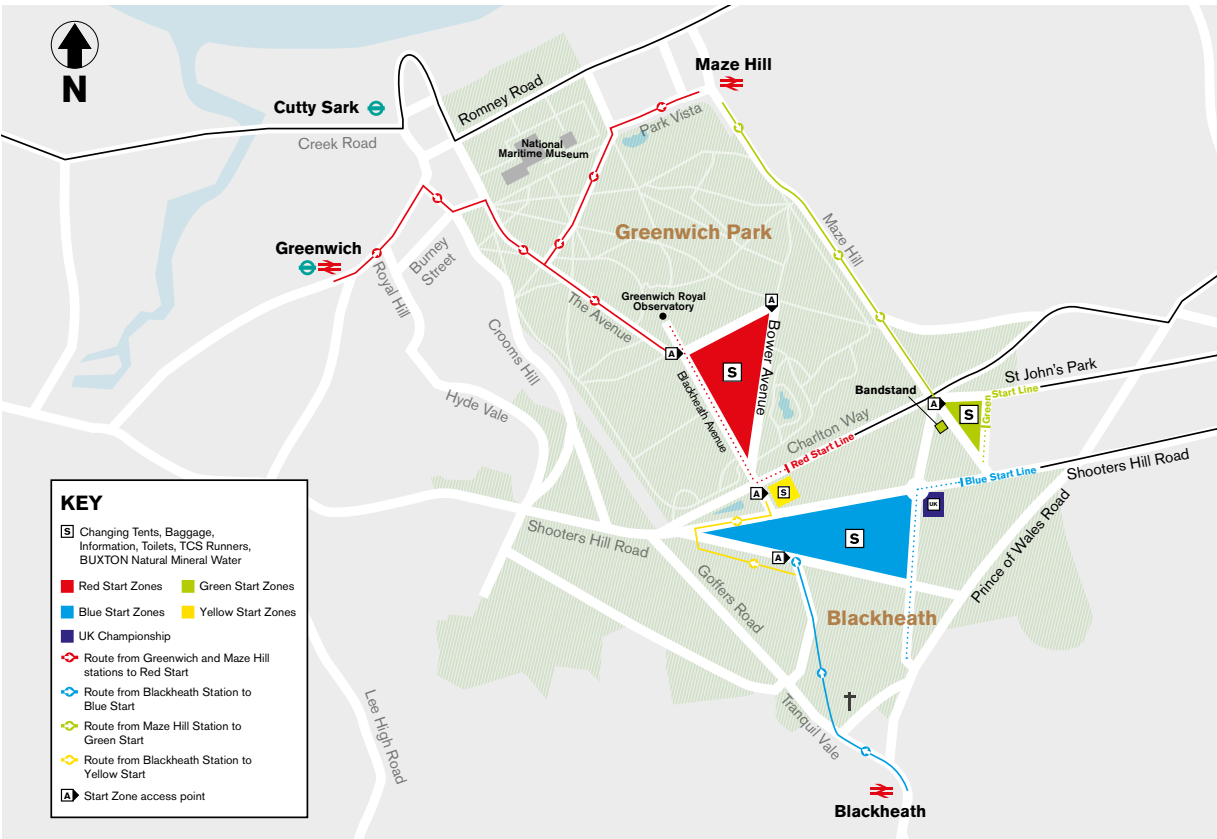 N
Maze Hill
Cutty Sark
Romney Road
Creek Road
Park Vista
National
Maritime Museum
Greenwich Park
Maze Hill
Greenwich
Burney
Street
Royal Hill
The Avenue
Greenwich Royal
Observatory
A
Crooms Hill
A
S
Bower Avenue
Blackheath Avenue
St John's Park
Bandstand
Start Line
Green
A
S
Hyde Vale
Charlton Way
Red Start Line
Shooters Hill Road
Blue Start Line
A
S
UK
Shooters Hill Road
S
A
Prince of Wales Road
Goffers Road
Blackheath
Tranquil Vale
Lee High Road
Blackheath
KEY
S Changing Tents, Baggage,
Information, Toilets, TCS Runners,
BUXTON Natural Mineral Water
Red Start Zones
Green Start Zones
Blue Start Zones
Yellow Start Zones
UK Championship
Route from Greenwich and Maze Hill
stations to Red Start
Route from Blackheath Station to
Blue Start
Route from Maze Hill Station to
Green Start
Route from Blackheath Station to
Yellow Start
A Start Zone access point